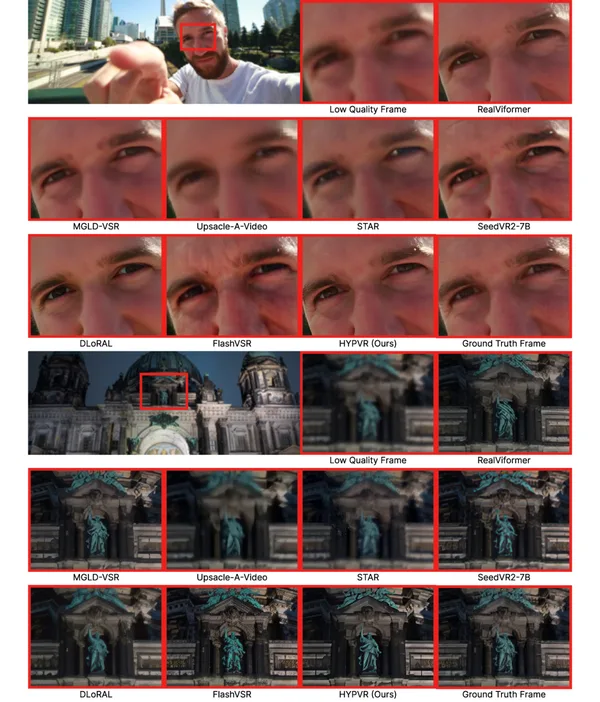 Low Quality Frame
RealViformer
MGLD-VSR
Upsacle-A-Video
STAR
SeedVR2-7B
DLoRAL
FlashVSR
HYPVR (Ours)
Ground Truth Frame
Low Quality Frame
RealViformer
MGLD-VSR
Upsacle-A-Video
STAR
SeedVR2-7B
DLoRAL
FlashVSR
HYPVR (Ours)
Ground Truth Frame